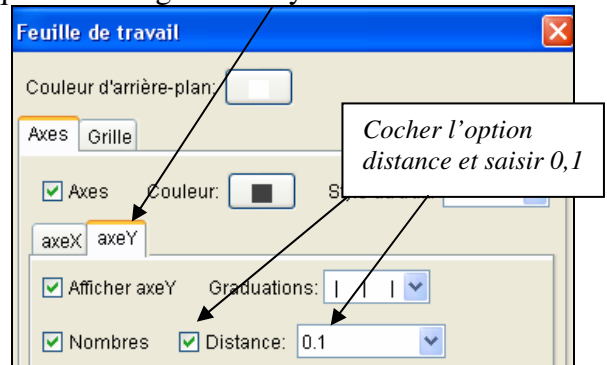 Feuille de travail
Couleur d'arrière-plan:
Axes Grille
Cocher l'option
distance et saisir 0,1
Axes Couleur:
axeX axeY
Afficher axeY Graduations:
Nombres Distance: 0.1